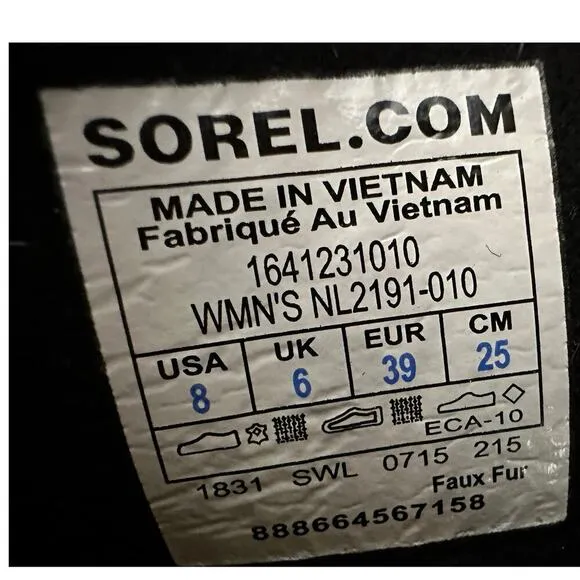 SOREL.COM
MADE IN VIETNAM
Fabriqué Au Vietnam
1641231010
WMN'S NL2191-010
USA UK EUR CM
8 6 39 25
ECA-10
1831 SWL 0715 215
Faux Fur
888664567158